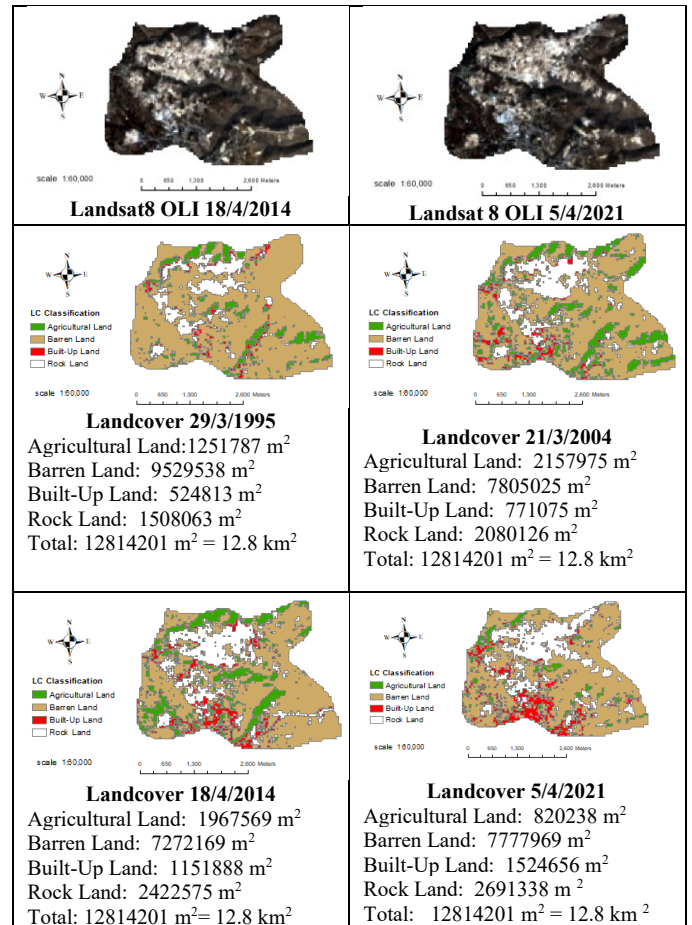 N
W E
S
scale 1:60,000
0 650 1,300 2,600 Meters
Landsat8 OLI 18/4/2014
N
W E
S
scale 1:60,000
0 650 1,300 2,600 Meters
Landsat 8 OLI 5/4/2021
N
W E
S
LC Classification
Agricultural Land
Barren Land
Built-Up Land
Rock Land
scale 1:60,000
0 650 1,300 2,600 Meters
Landcover 29/3/1995
Agricultural Land:1251787 m²
Barren Land: 9529538 m²
Built-Up Land: 524813 m²
Rock Land: 1508063 m²
Total: 12814201 m² = 12.8 km²
N
W E
S
LC Classification
Agricultural Land
Barren Land
Built-Up Land
Rock Land
scale 1:60,000
0 650 1,300 2,600 Meters
Landcover 21/3/2004
Agricultural Land: 2157975 m²
Barren Land: 7805025 m²
Built-Up Land: 771075 m²
Rock Land: 2080126 m²
Total: 12814201 m² = 12.8 km²
N
W E
S
LC Classification
Agricultural Land
Barren Land
Built-Up Land
Rock Land
scale 1:60,000
0 650 1,300 2,600 Meters
Landcover 18/4/2014
Agricultural Land: 1967569 m²
Barren Land: 7272169 m²
Built-Up Land: 1151888 m²
Rock Land: 2422575 m²
Total: 12814201 m²= 12.8 km²
N
W E
S
LC Classification
Agricultural Land
Barren Land
Built-Up Land
Rock Land
scale 1:60,000
0 650 1,300 2,600 Meters
Landcover 5/4/2021
Agricultural Land: 820238 m²
Barren Land: 7777969 m²
Built-Up Land: 1524656 m²
Rock Land: 2691338 m ²
Total: 12814201 m² = 12.8 km ²